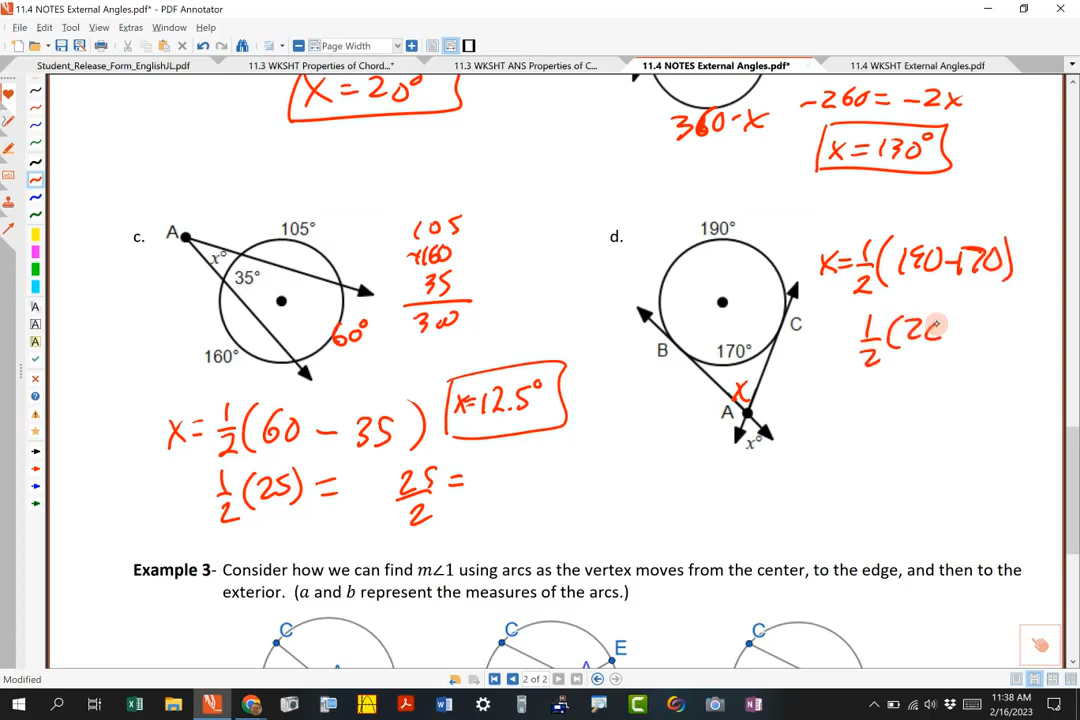 11.4 NOTES External Angles.pdf* - PDF Annotator
File Edit Tool View Extras Window Help
Page Width
Student_Release_Form_EnglishJL.pdf 11.3 WKSHT Properties of Chord...* 11.3 WKSHT ANS Properties of C... 11.4 NOTES External Angles.pdf* 11.4 WKSHT External Angles.pdf
x = 20°
360-x
-260 = -2x
x = 130°
c.
A
x°
105°
35°
160°
60°
105
+160
35
300
x = 1/2 (60 - 35)
x=12.5°
1/2 (25) = 25/2 =
d.
190°
B
C
170°
x
A
x°
x = 1/2 (190-170)
1/2 (20
Example 3- Consider how we can find m∠1 using arcs as the vertex moves from the center, to the edge, and then to the
exterior. (a and b represent the measures of the arcs.)
C
A
C
A
E
C
Modified
2 of 2
11:38 AM
2/16/2023